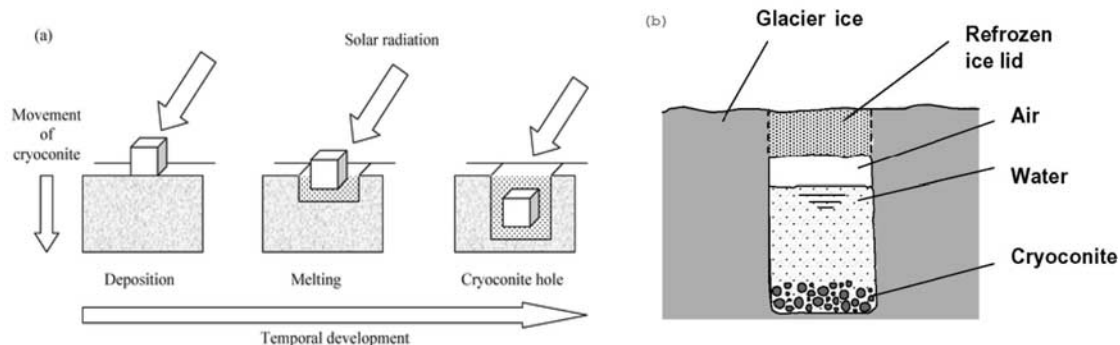 (a)
Solar radiation
Movement
of
cryoconite
Deposition
Melting
Cryoconite hole
Temporal development
(b)
Glacier ice
Refrozen
ice lid
Air
Water
Cryoconite